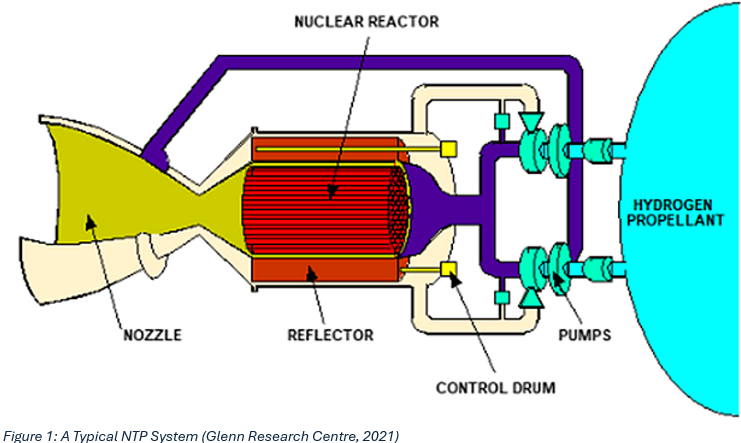 NUCLEAR REACTOR
HYDROGEN
PROPELLANT
NOZZLE
REFLECTOR
PUMPS
CONTROL DRUM
Figure 1: A Typical NTP System (Glenn Research Centre, 2021)